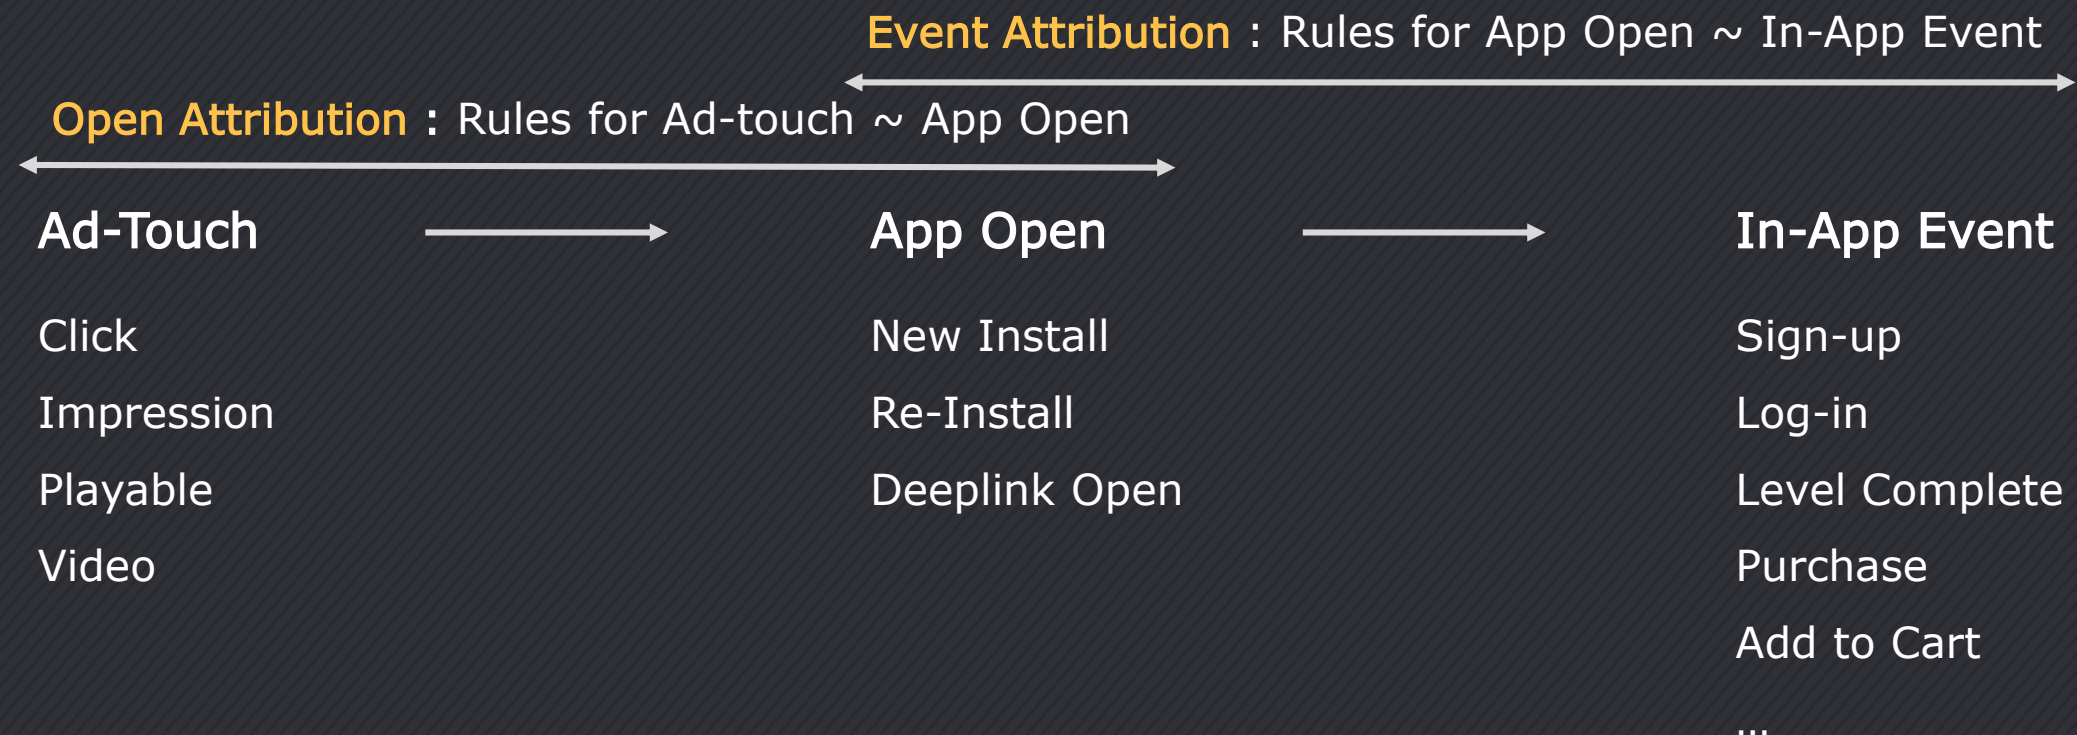 Event Attribution : Rules for App Open ~ In-App Event
Open Attribution : Rules for Ad-touch ~ App Open
Ad-Touch
App Open
In-App Event
Click
New Install
Sign-up
Impression
Re-Install
Log-in
Playable
Deeplink Open
Level Complete
Video
Purchase
Add to Cart
...